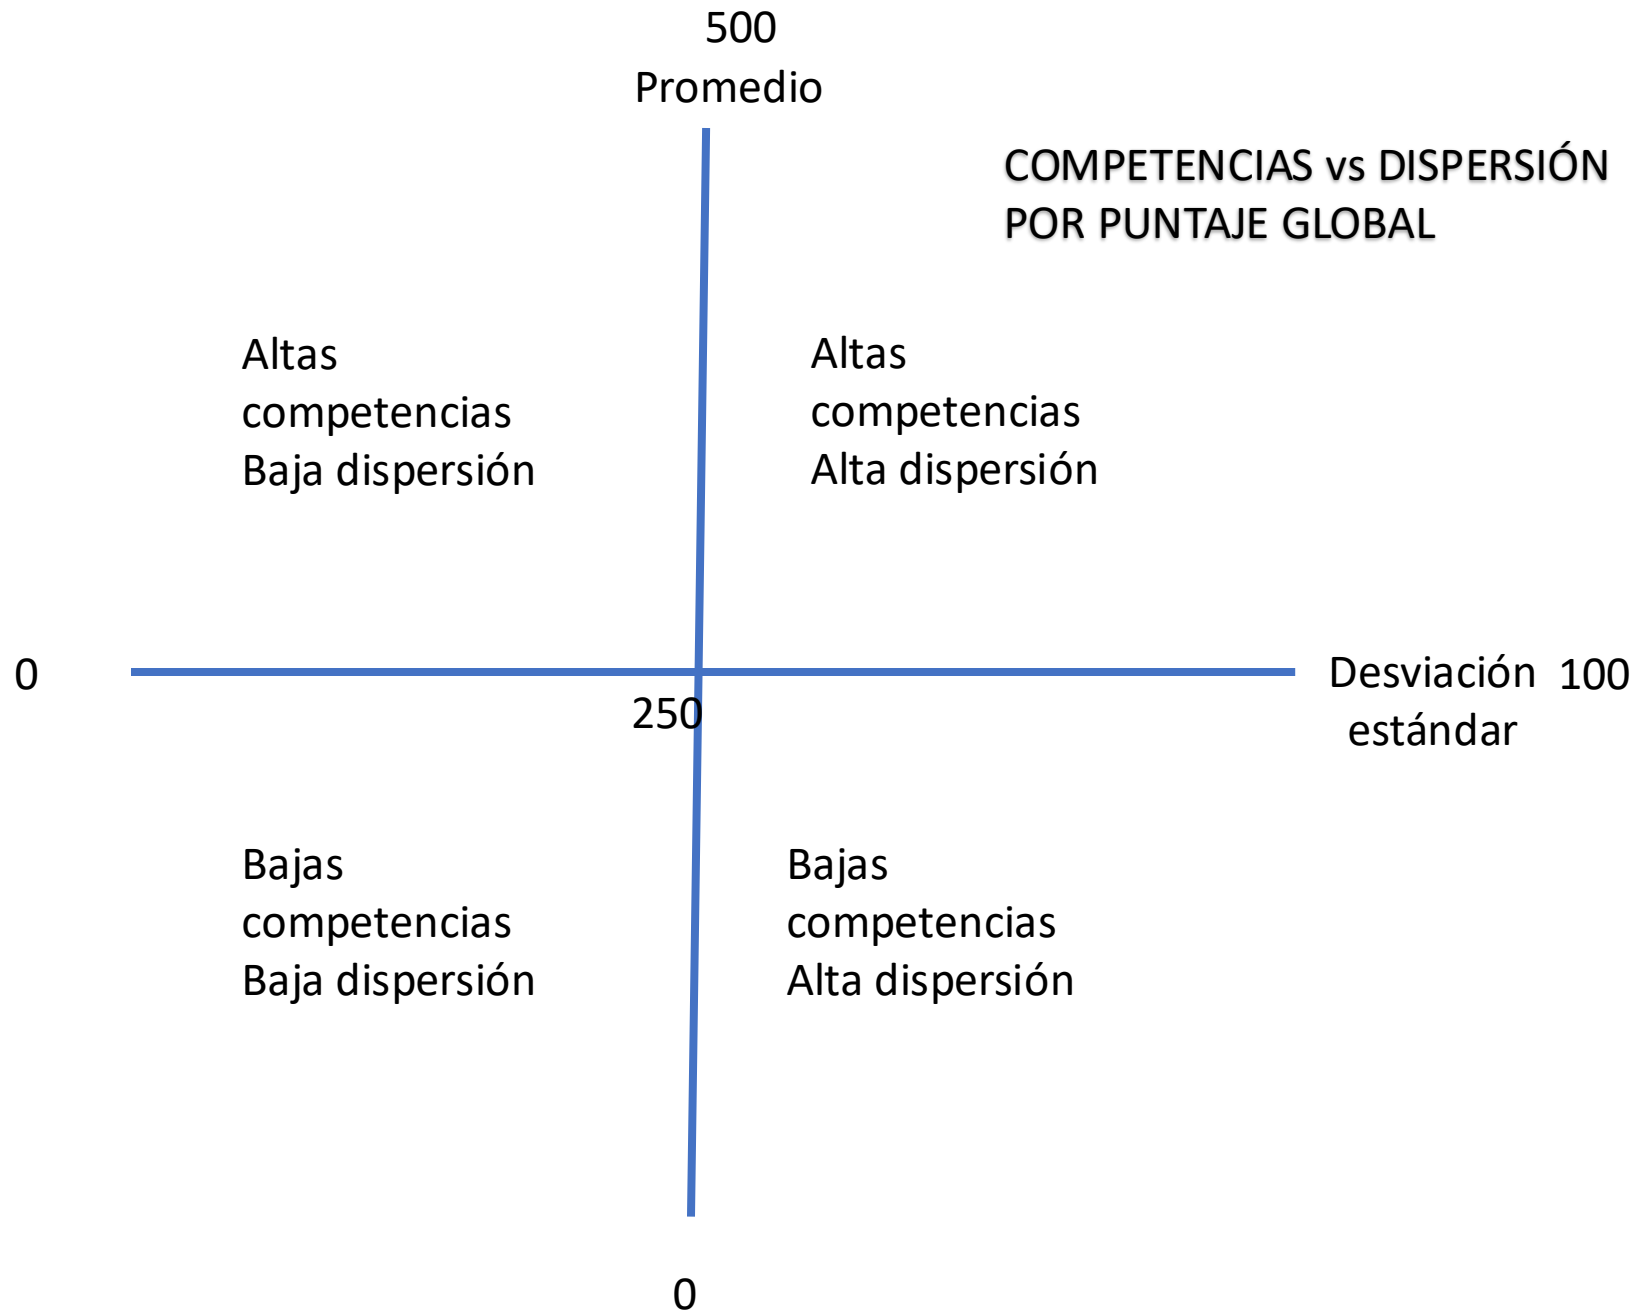 500
Promedio
COMPETENCIAS vs DISPERSIÓN
POR PUNTAJE GLOBAL
Altas
competencias
Baja dispersión
Altas
competencias
Alta dispersión
0
250
Desviación
estándar
100
Bajas
competencias
Baja dispersión
Bajas
competencias
Alta dispersión
0